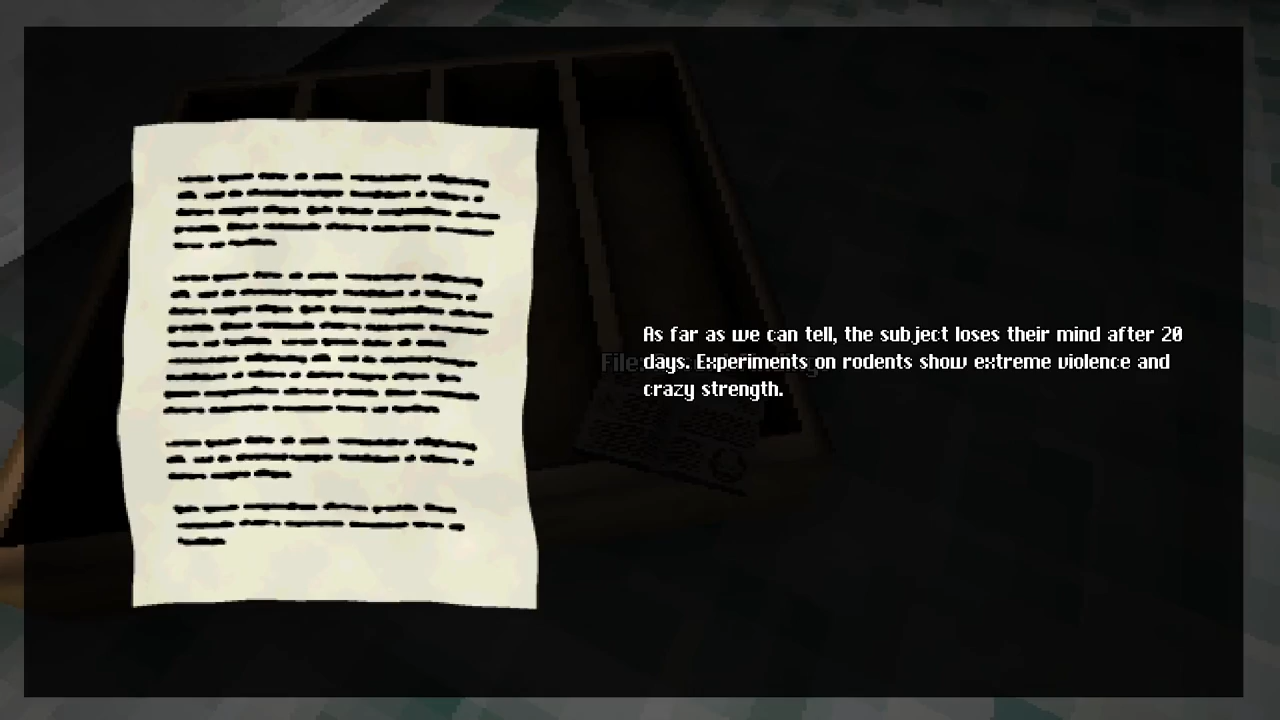 As far as we can tell, the subject loses their mind after 20
days. Experiments on rodents show extreme violence and
crazy strength.
File: